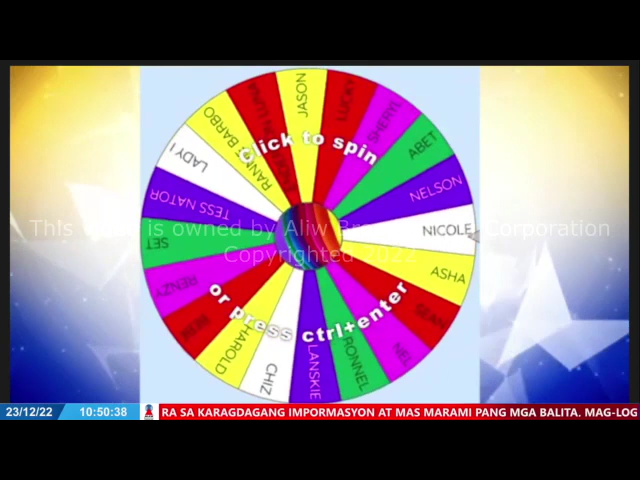 JASON
LUCKY
SHERYL
ABET
NELSON
NICOLE
ASHA
SEAN
NEL
RONNEL
LANSKIE
CHIZ
HAROLD
RENZY
SET
TESS NATOR
LADY I
RANNIE BARBO
Click to spin
or press ctrl+enter
This video is owned by Aliw Corporation
Copyrighted 2022
23/12/22 10:50:38 RA SA KARAGDAGANG IMPORMASYON AT MAS MARAMI PANG MGA BALITA. MAG-LOG